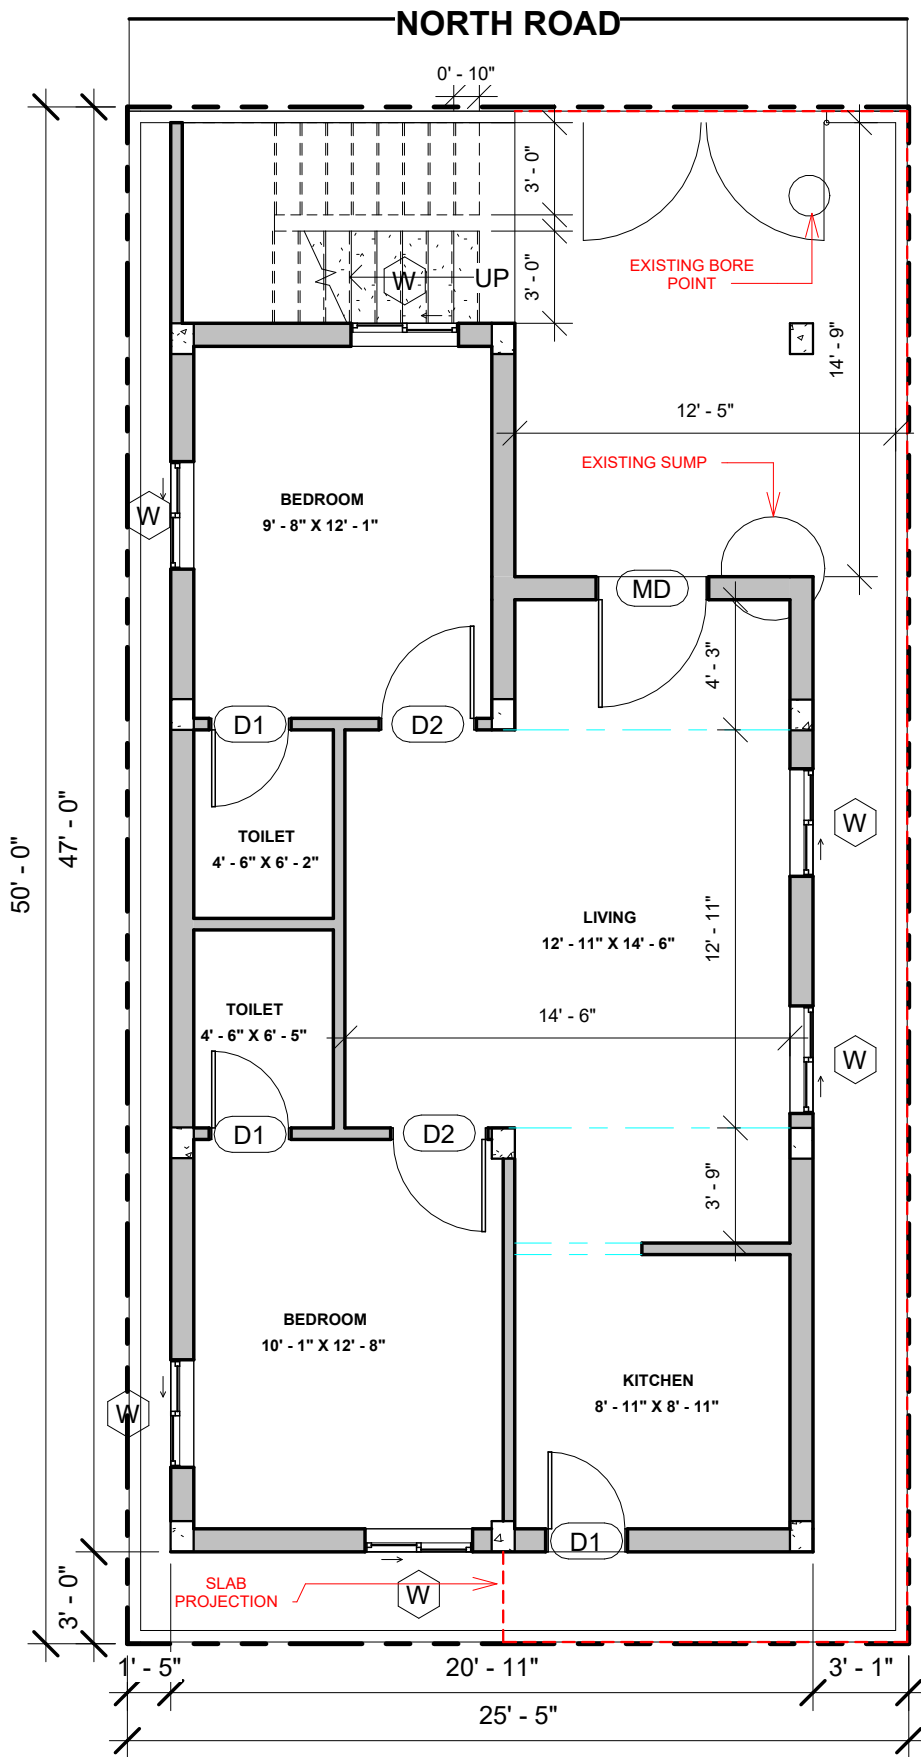 NORTH ROAD
0' - 10"
3' - 0"
3' - 0"
W
UP
EXISTING BORE
POINT
14' - 9"
12' - 5"
EXISTING SUMP
W
BEDROOM
9' - 8" X 12' - 1"
MD
4' - 3"
D1
D2
50' - 0"
47' - 0"
TOILET
4' - 6" X 6' - 2"
W
LIVING
12' - 11" X 14' - 6"
12' - 11"
TOILET
4' - 6" X 6' - 5"
14' - 6"
W
D1
D2
3' - 9"
BEDROOM
10' - 1" X 12' - 8"
KITCHEN
8' - 11" X 8' - 11"
W
D1
SLAB
PROJECTION
W
3' - 0"
1' - 5"
20' - 11"
3' - 1"
25' - 5"